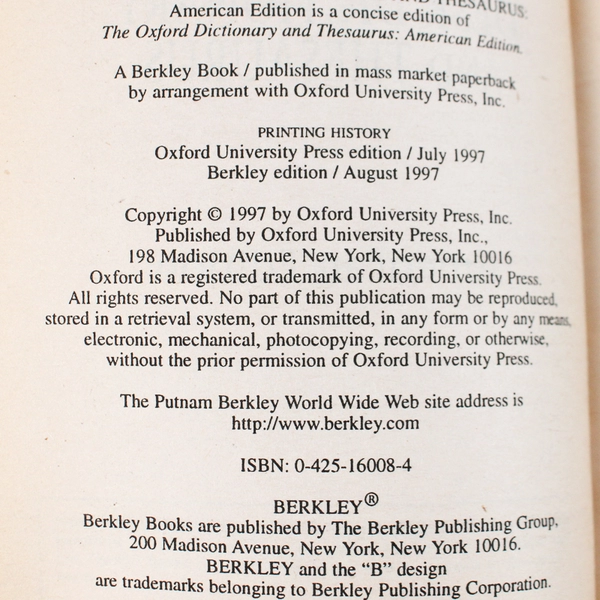 THESAURUS:
American Edition is a concise edition of
The Oxford Dictionary and Thesaurus: American Edition.
A Berkley Book / published in mass market paperback
by arrangement with Oxford University Press, Inc.
PRINTING HISTORY
Oxford University Press edition / July 1997
Berkley edition / August 1997
Copyright © 1997 by Oxford University Press, Inc.
Published by Oxford University Press, Inc.,
198 Madison Avenue, New York, New York 10016
Oxford is a registered trademark of Oxford University Press.
All rights reserved. No part of this publication may be reproduced,
stored in a retrieval system, or transmitted, in any form or by any means,
electronic, mechanical, photocopying, recording, or otherwise,
without the prior permission of Oxford University Press.
The Putnam Berkley World Wide Web site address is
http://www.berkley.com
ISBN: 0-425-16008-4
BERKLEY®
Berkley Books are published by The Berkley Publishing Group,
200 Madison Avenue, New York, New York 10016.
BERKLEY and the “B” design
are trademarks belonging to Berkley Publishing Corporation.